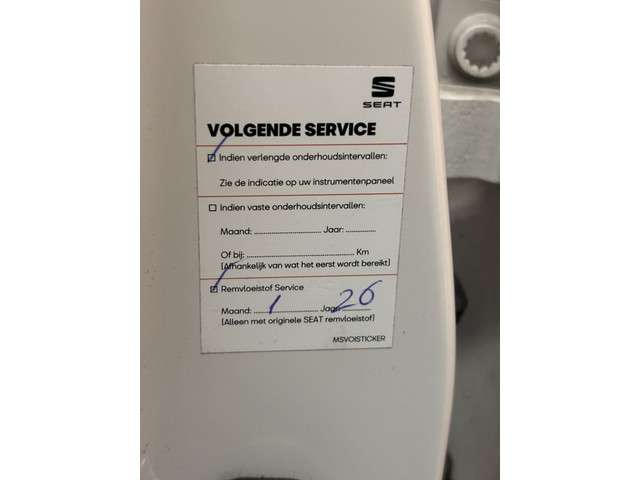 SEAT
VOLGENDE SERVICE
☑ Indien verlengde onderhoudsintervallen:
Zie de indicatie op uw instrumentenpaneel
☐ Indien vaste onderhoudsintervallen:
Maand: ........................ Jaar: ................
Of bij: ........................................ Km
(Afhankelijk van wat het eerst wordt bereikt)
☑ Remvloeistof Service
Maand: ..... 1 ............ Jaar: 26
(Alleen met originele SEAT remvloeistof)
MSVOISTICKER